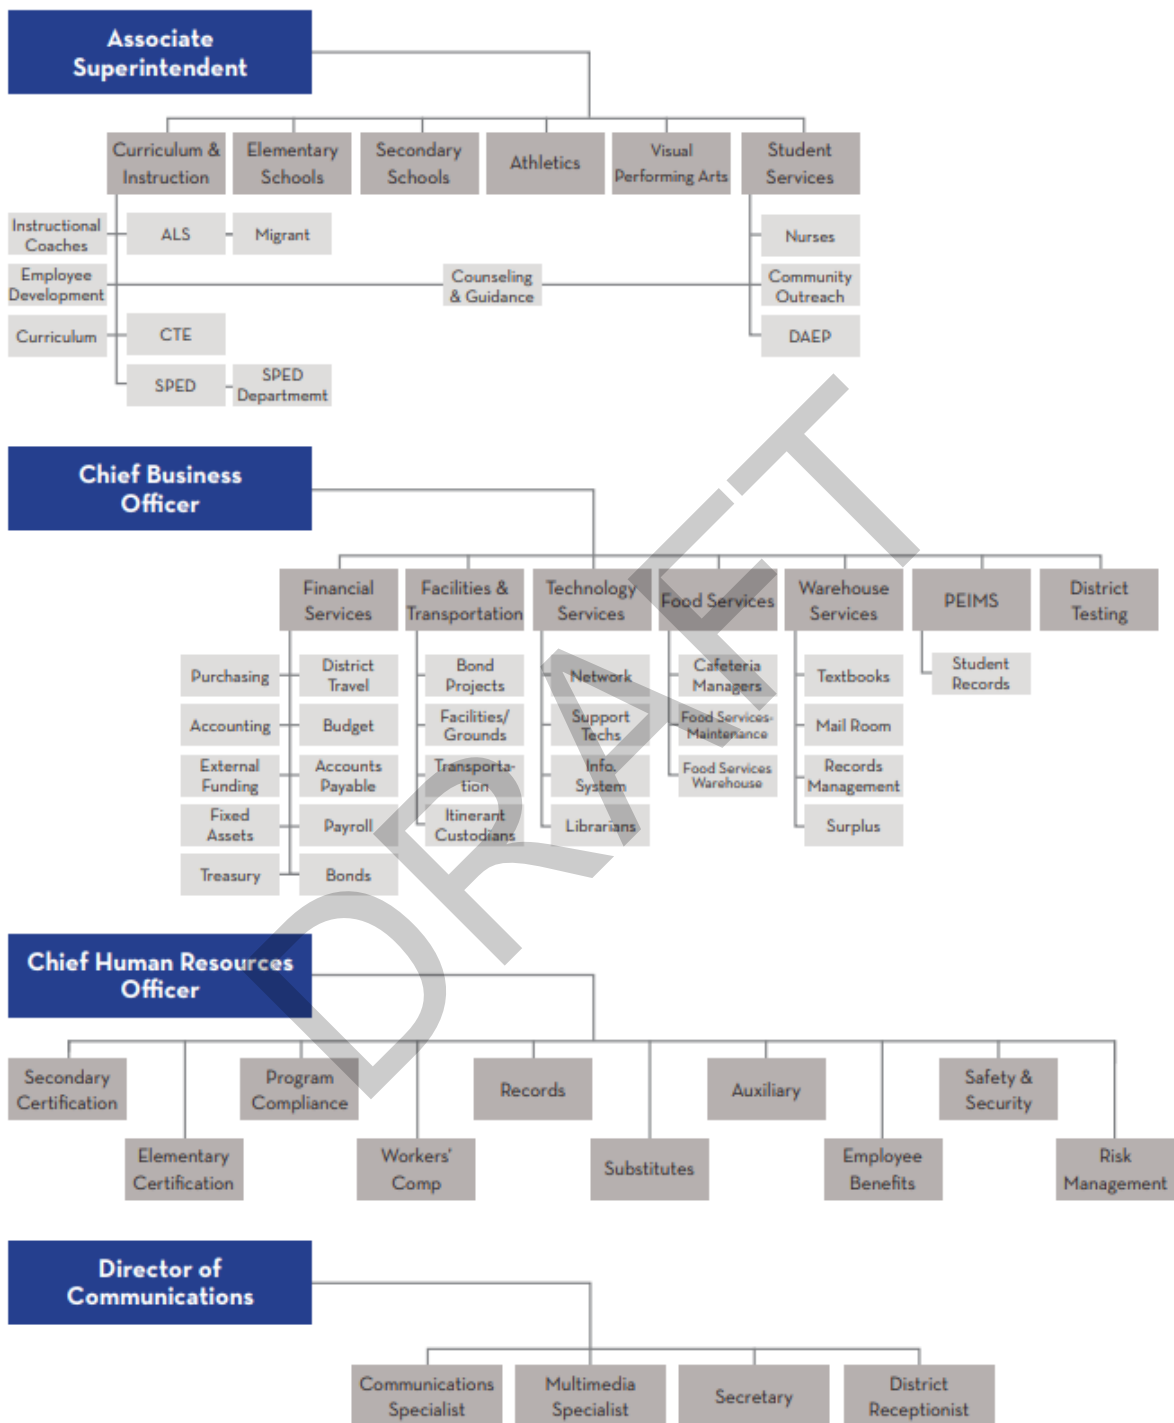 Associate
Superintendent
Curriculum &
Instruction
Elementary
Schools
Secondary
Schools
Athletics
Visual
Performing Arts
Student
Services
Instructional
Coaches
ALS
Migrant
Nurses
Employee
Development
Counseling
& Guidance
Community
Outreach
Curriculum
CTE
DAEP
SPED
SPED
Departmemt
Chief Business
Officer
Financial
Services
Facilities &
Transportation
Technology
Services
Food Services
Warehouse
Services
PEIMS
District
Testing
Purchasing
District
Travel
Bond
Projects
Network
Cafeteria
Managers
Textbooks
Student
Records
Accounting
Budget
Facilities/
Grounds
Support
Techs
Food Services-
Maintenance
Mail Room
External
Funding
Accounts
Payable
Transporta-
tion
Info.
System
Food Services
Warehouse
Records
Management
Fixed
Assets
Payroll
Itinerant
Custodians
Librarians
Surplus
Treasury
Bonds
DRAFT
Chief Human Resources
Officer
Secondary
Certification
Program
Compliance
Records
Auxiliary
Safety &
Security
Elementary
Certification
Workers'
Comp
Substitutes
Employee
Benefits
Risk
Management
Director of
Communications
Communications
Specialist
Multimedia
Specialist
Secretary
District
Receptionist